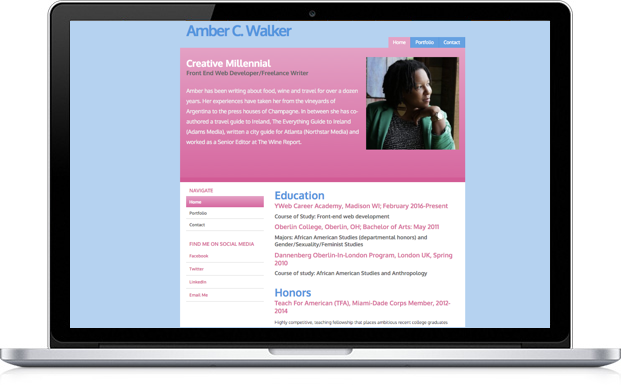 Amber C. Walker
Home Portfolio Contact
Creative Millennial
Front End Web Developer/Freelance Writer
Amber has been writing about food, wine and travel for over a dozen
years. Her experiences have taken her from the vineyards of
Argentina to the press houses of Champagne. In between she has co-
authored a travel guide to Ireland, The Everything Guide to Ireland
(Adams Media), written a city guide for Atlanta (Northstar Media) and
worked as a Senior Editor at The Wine Report.
NAVIGATE
Home
Portfolio
Contact
FIND ME ON SOCIAL MEDIA
Facebook
Twitter
LinkedIn
Email Me
Education
YWeb Career Academy, Madison WI; February 2016-Present
Course of Study: Front-end web development
Oberlin College, Oberlin, OH; Bachelor of Arts: May 2011
Majors: African American Studies (departmental honors) and
Gender/Sexuality/Feminist Studies
Dannenberg Oberlin-In-London Program, London UK, Spring
2010
Course of study: African American Studies and Anthropology
Honors
Teach For American (TFA), Miami-Dade Corps Member, 2012-
2014
Highly competitive, teaching fellowship that places ambitious recent college graduates